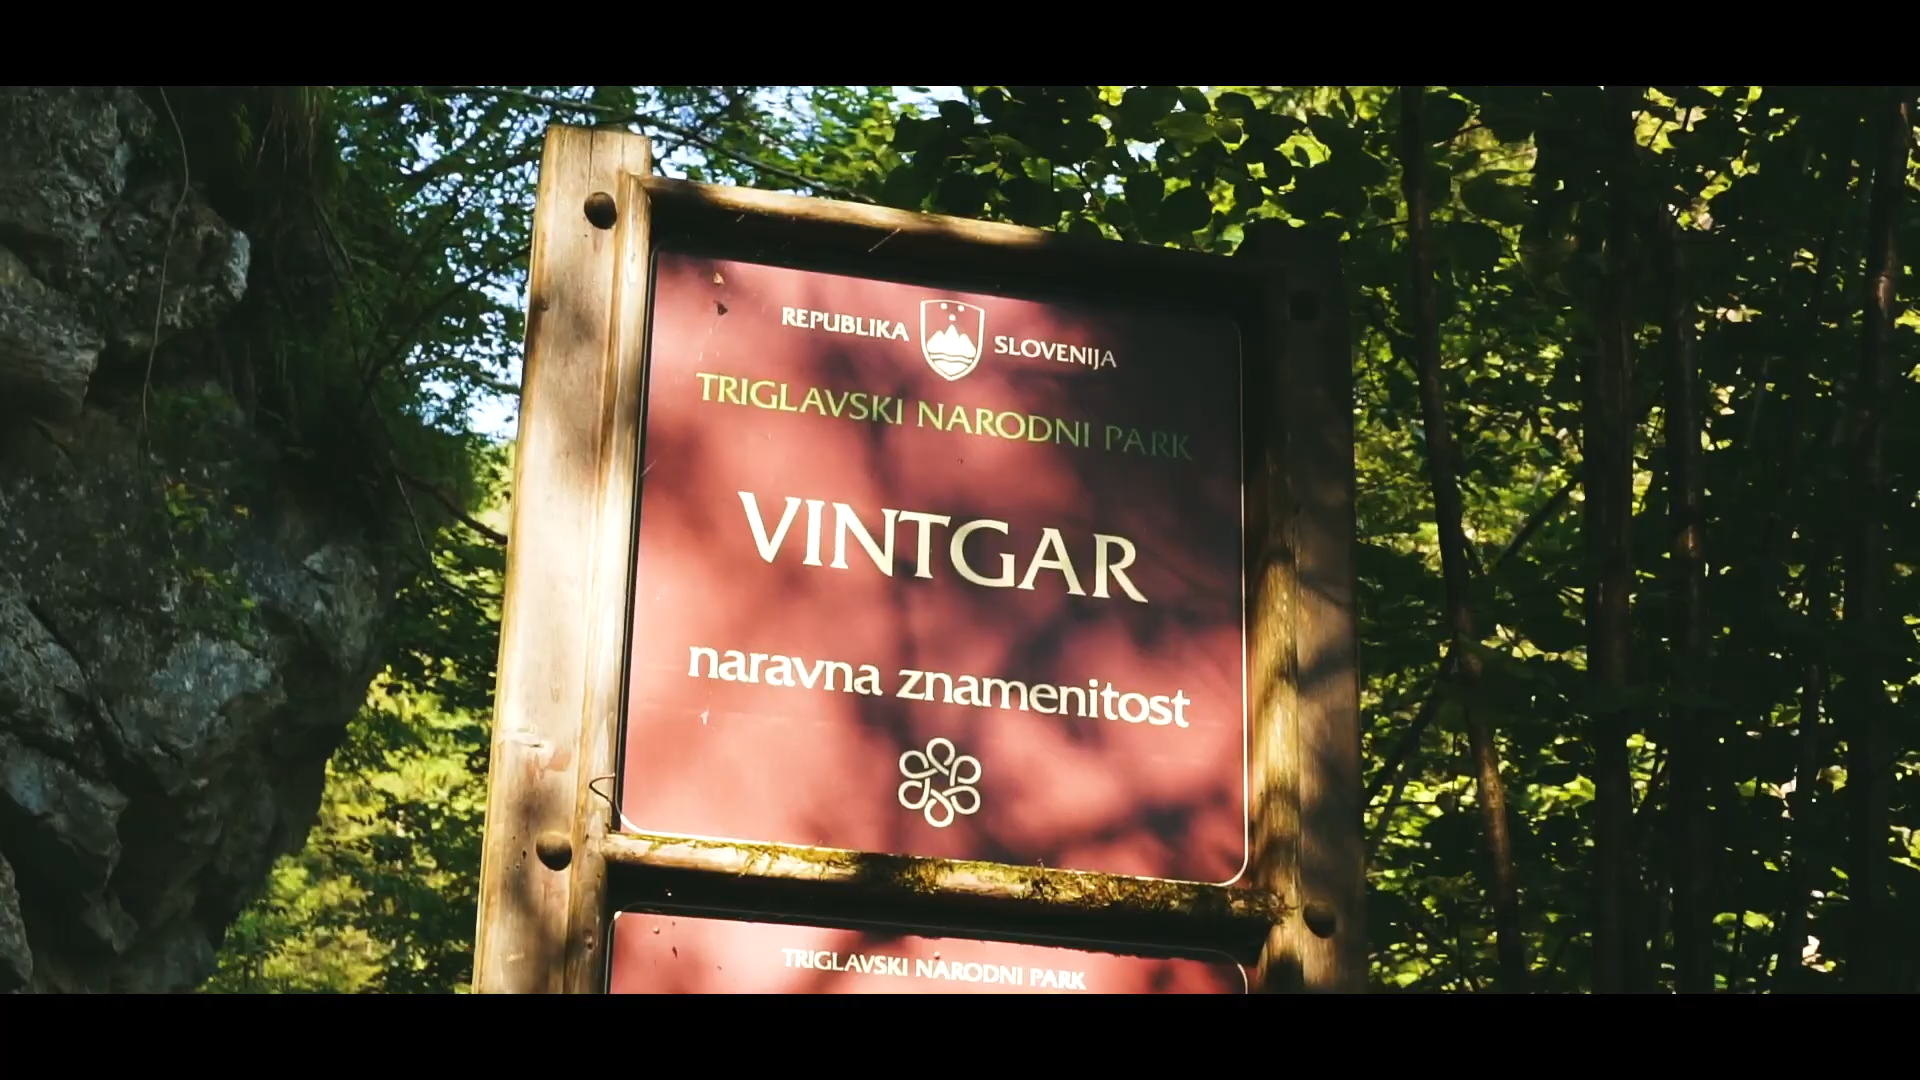 REPUBLIKA SLOVENIJA
TRIGLAVSKI NARODNI PARK
VINTGAR
naravna znamenitost
TRIGLAVSKI NARODNI PARK